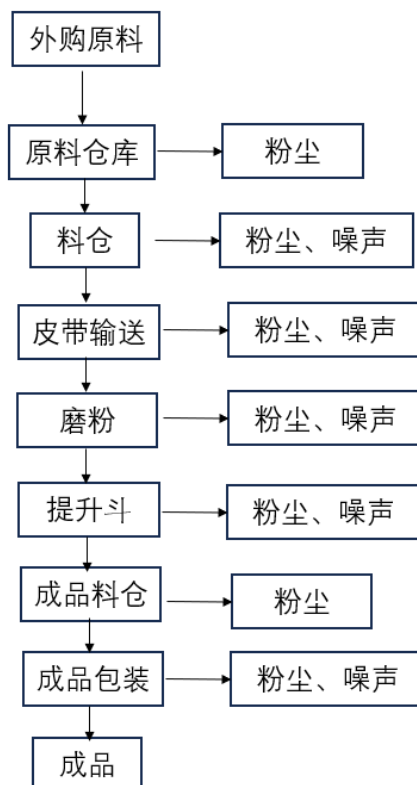 外购原料
原料仓库
粉尘
料仓
粉尘、噪声
皮带输送
粉尘、噪声
磨粉
粉尘、噪声
提升斗
粉尘、噪声
成品料仓
粉尘
成品包装
粉尘、噪声
成品